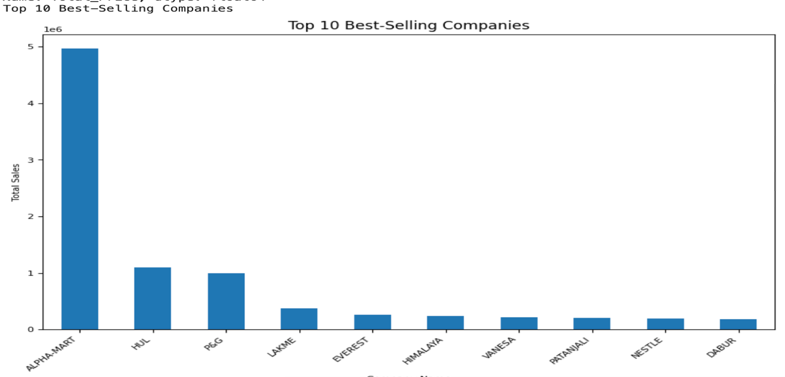 Top 10 Best-Selling Companies
Top 10 Best-Selling Companies
1e6
5
4
3
2
1
0
Total Sales
ALPHA-MART
HUL
P&G
LAKME
EVEREST
HIMALAYA
VANESA
PATANJALI
NESTLE
DABUR